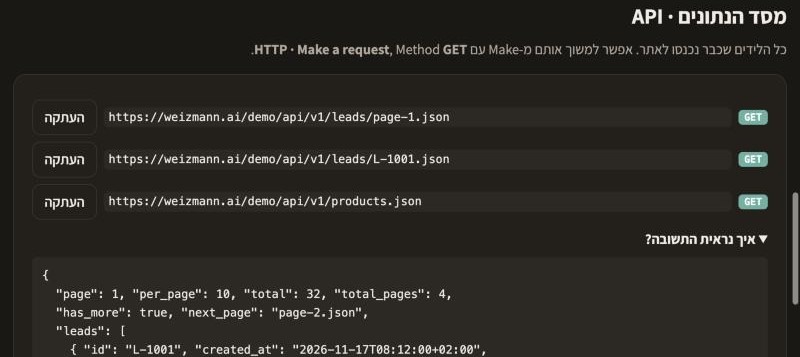 מסד הנתונים · API
כל הלידים שכבר נכנסו לאתר. אפשר למשוך אותם מ-Make עם HTTP · Make a request, Method GET.
GET https://weizmann.ai/demo/api/v1/leads/page-1.json העתקה
GET https://weizmann.ai/demo/api/v1/leads/L-1001.json העתקה
GET https://weizmann.ai/demo/api/v1/products.json העתקה
▼ איך נראית התשובה?
{
"page": 1, "per_page": 10, "total": 32, "total_pages": 4,
"has_more": true, "next_page": "page-2.json",
"leads": [
{ "id": "L-1001", "created_at": "2026-11-17T08:12:00+02:00",